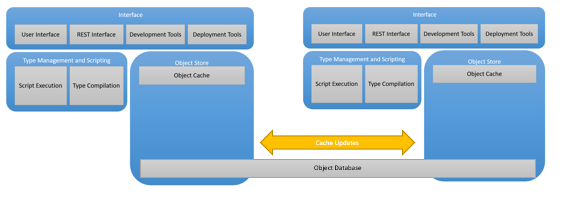 Interface
User Interface
REST Interface
Development Tools
Deployment Tools
Type Management and Scripting
Script Execution
Type Compilation
Object Store
Object Cache
Interface
User Interface
REST Interface
Development Tools
Deployment Tools
Type Management and Scripting
Script Execution
Type Compilation
Object Store
Object Cache
Cache Updates
Object Database